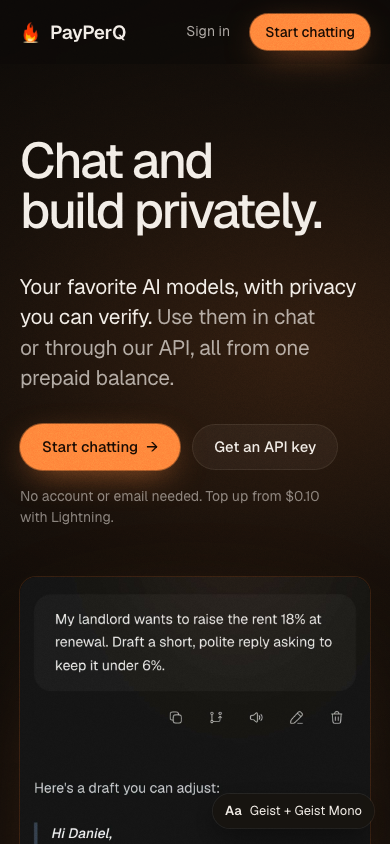 PayPerQ
Sign in
Start chatting
Chat and
build privately.
Your favorite AI models, with privacy
you can verify. Use them in chat
or through our API, all from one
prepaid balance.
Start chatting →
Get an API key
No account or email needed. Top up from $0.10
with Lightning.
My landlord wants to raise the rent 18% at
renewal. Draft a short, polite reply asking to
keep it under 6%.
Here's a draft you can adjust:
Aa Geist + Geist Mono
Hi Daniel,